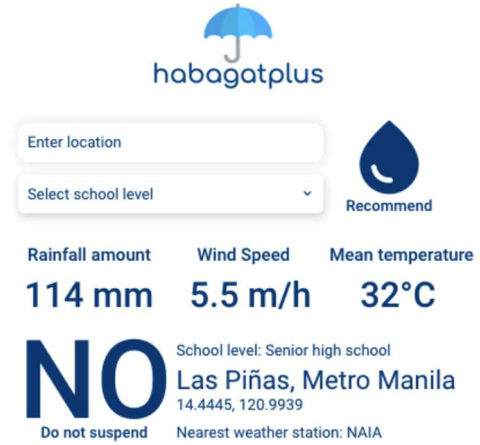 habagatplus
Enter location
Select school level
Recommend
Rainfall amount
Wind Speed
Mean temperature
114 mm
5.5 m/h
32°C
NO
Do not suspend
School level: Senior high school
Las Piñas, Metro Manila
14.4445, 120.9939
Nearest weather station: NAIA